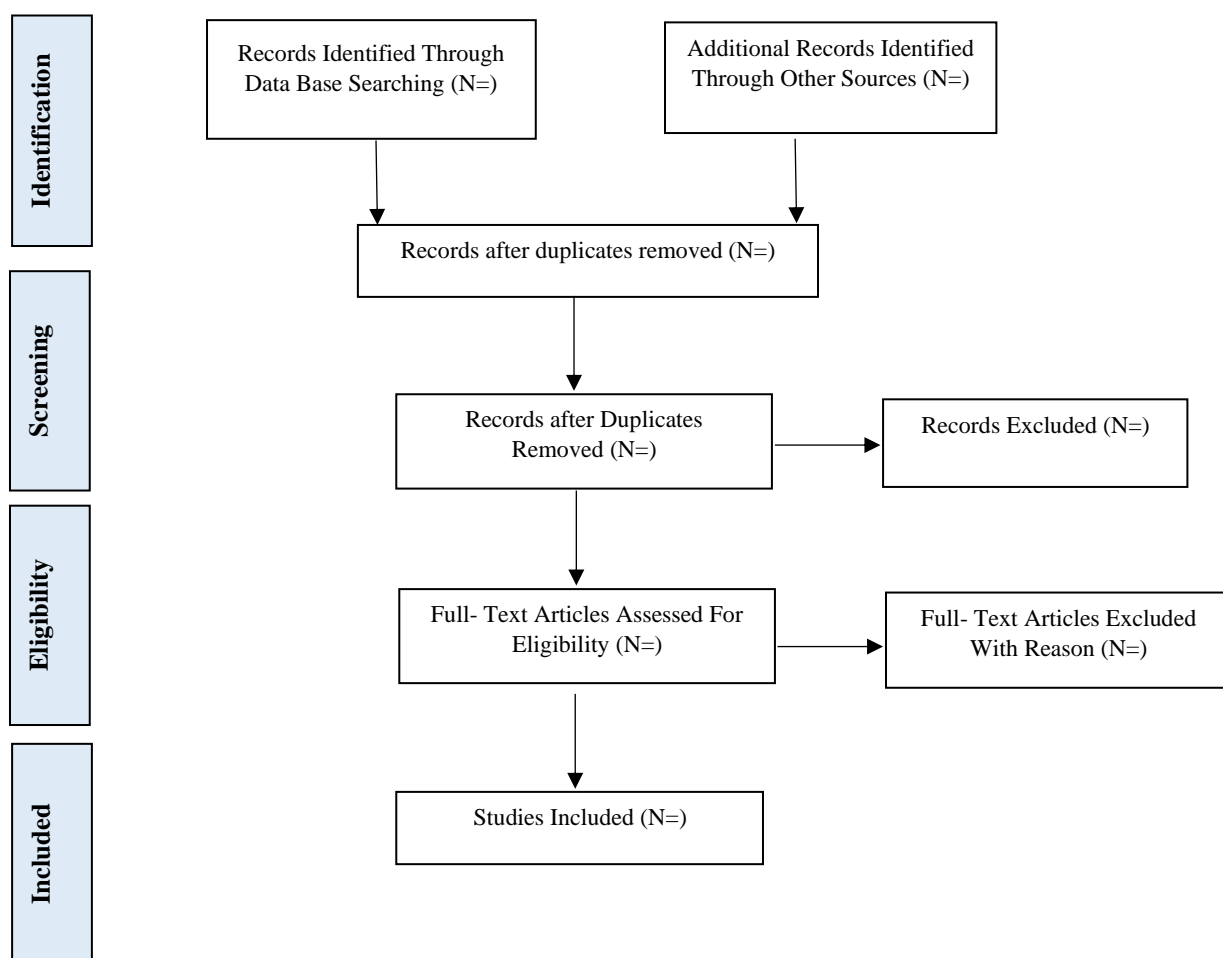 Identification
Records Identified Through
Data Base Searching (N=)
Additional Records Identified
Through Other Sources (N=)
Records after duplicates removed (N=)
Screening
Records after Duplicates
Removed (N=)
Records Excluded (N=)
Eligibility
Full- Text Articles Assessed For
Eligibility (N=)
Full- Text Articles Excluded
With Reason (N=)
Included
Studies Included (N=)